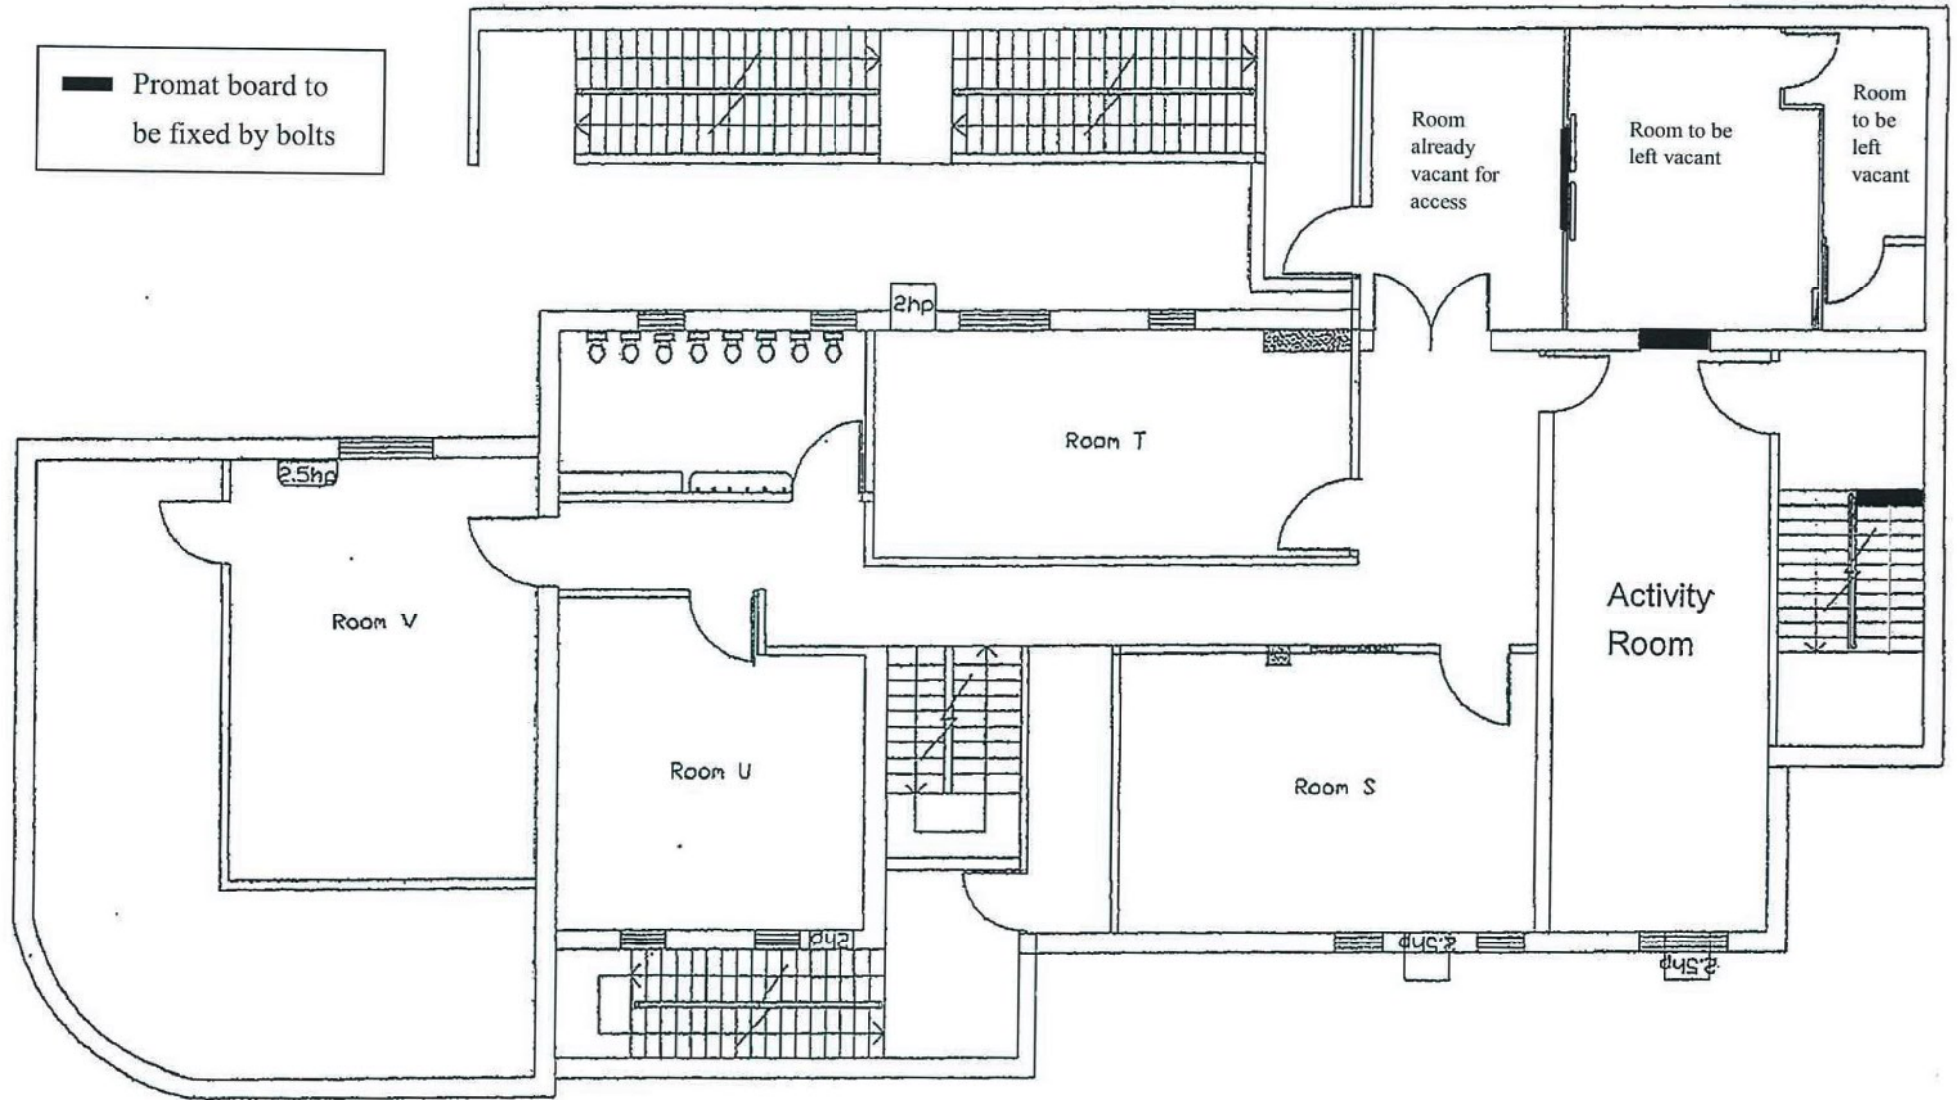 Promat board to
be fixed by bolts
Room
already
vacant for
access
Room to be
left vacant
Room
to be
left
vacant
2hp
Room T
2.5hp
Room V
Activity
Room
Room U
Room S
2hp
2.5hp
2.5hp